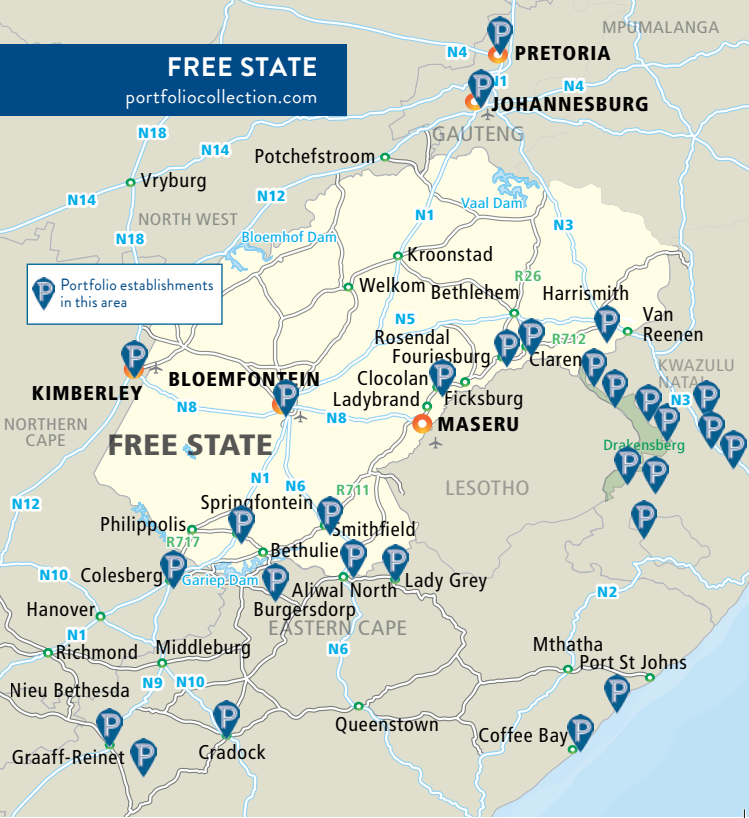 FREE STATE
portfoliocollection.com
MPUMALANGA
N4
PRETORIA
N1
N4
JOHANNESBURG
GAUTENG
N18
N14
Potchefstroom
Vryburg
N14
N12
NORTH WEST
N1
Vaal Dam
N3
N18
Bloemhof Dam
Kroonstad
Portfolio establishments
in this area
R26
Welkom
Bethlehem
Harrismith
N5
Van
Reenen
Rosendal
R712
Fouriesburg
Claren
KIMBERLEY
BLOEMFONTEIN
Clocolan
KWAZULU
NATAL
N8
Ladybrand
Ficksburg
N3
N8
MASERU
NORTHERN
CAPE
FREE STATE
Drakensberg
N1
N6
R711
LESOTHO
N12
Springfontein
Philippolis
Smithfield
R717
Bethulie
N10
Colesberg
Gariep Dam
Aliwal North
Lady Grey
N2
Hanover
Burgersdorp
EASTERN CAPE
N1
N6
Richmond
Middleburg
Mthatha
Port St Johns
Nieu Bethesda
N9
N10
Queenstown
Coffee Bay
Graaff-Reinet
Cradock